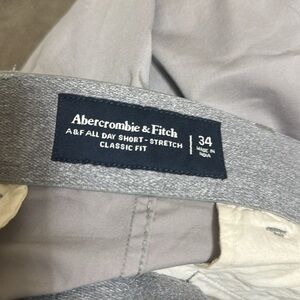 Abercrombie & Fitch
A&F ALL DAY SHORT - STRETCH
CLASSIC FIT
34
MADE IN
INDIA